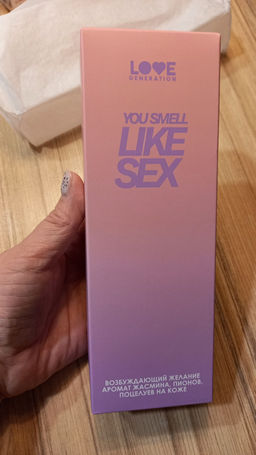 LOVE
GENERATION
YOU SMELL
LIKE
SEX
ВОЗБУЖДАЮЩИЙ ЖЕЛАНИЕ
АРОМАТ ЖАСМИНА, ПИОНОВ,
ПОЦЕЛУЕВ НА КОЖЕ